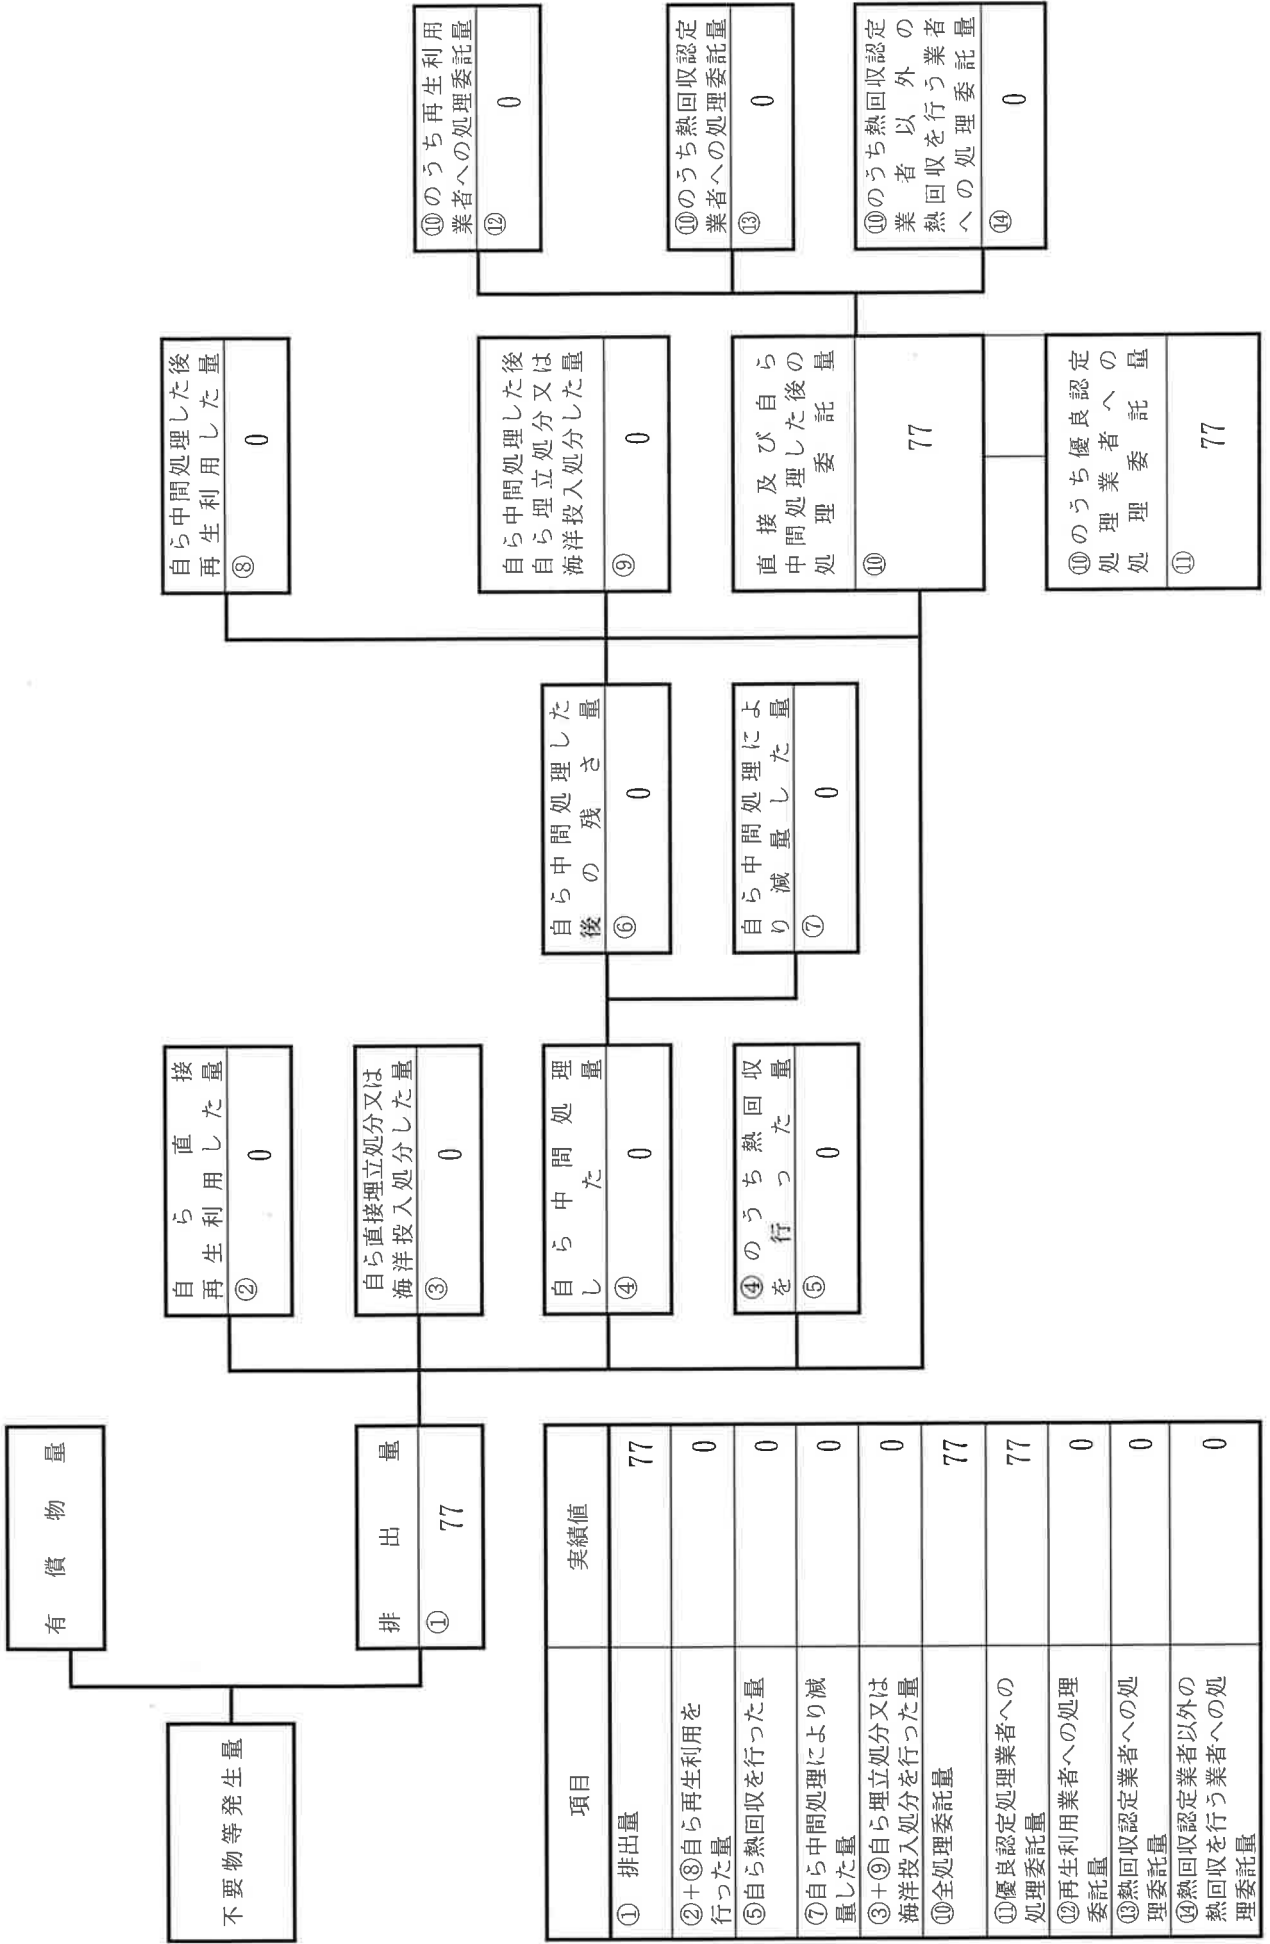 不要物等発生量
有償物量
排出量
① 77
自ら直接
再生利用した量
② 0
自ら直接埋立処分又は
海洋投入処分した量
③ 0
自ら中間処理
した量
④ 0
④のうち熱回収
を行った量
⑤ 0
自ら中間処理した
後の残さ量
⑥ 0
自ら中間処理によ
り減量した量
⑦ 0
自ら中間処理した後
再生利用した量
⑧ 0
自ら中間処理した後
自ら埋立処分又は
海洋投入処分した量
⑨ 0
直接及び自ら
中間処理した後の
処理委託量
⑩ 77
⑩のうち優良認定
処理業者への
処理委託量
⑪ 77
⑩のうち再生利用
業者への処理委託量
⑫ 0
⑩のうち熱回収認定
業者への処理委託量
⑬ 0
⑩のうち熱回収認定
業者以外の
熱回収を行う業者
への処理委託量
⑭ 0
項目 実績値
① 排出量 77
②+⑧自ら再生利用を
行った量 0
⑤自ら熱回収を行った量 0
⑦自ら中間処理により減
量した量 0
③+⑨自ら埋立処分又は
海洋投入処分を行った量 0
⑩全処理委託量 77
⑪優良認定処理業者への
処理委託量 77
⑫再生利用業者への処理
委託量 0
⑬熱回収認定業者への処
理委託量 0
⑭熱回収認定業者以外の
熱回収を行う業者への処
理委託量 0